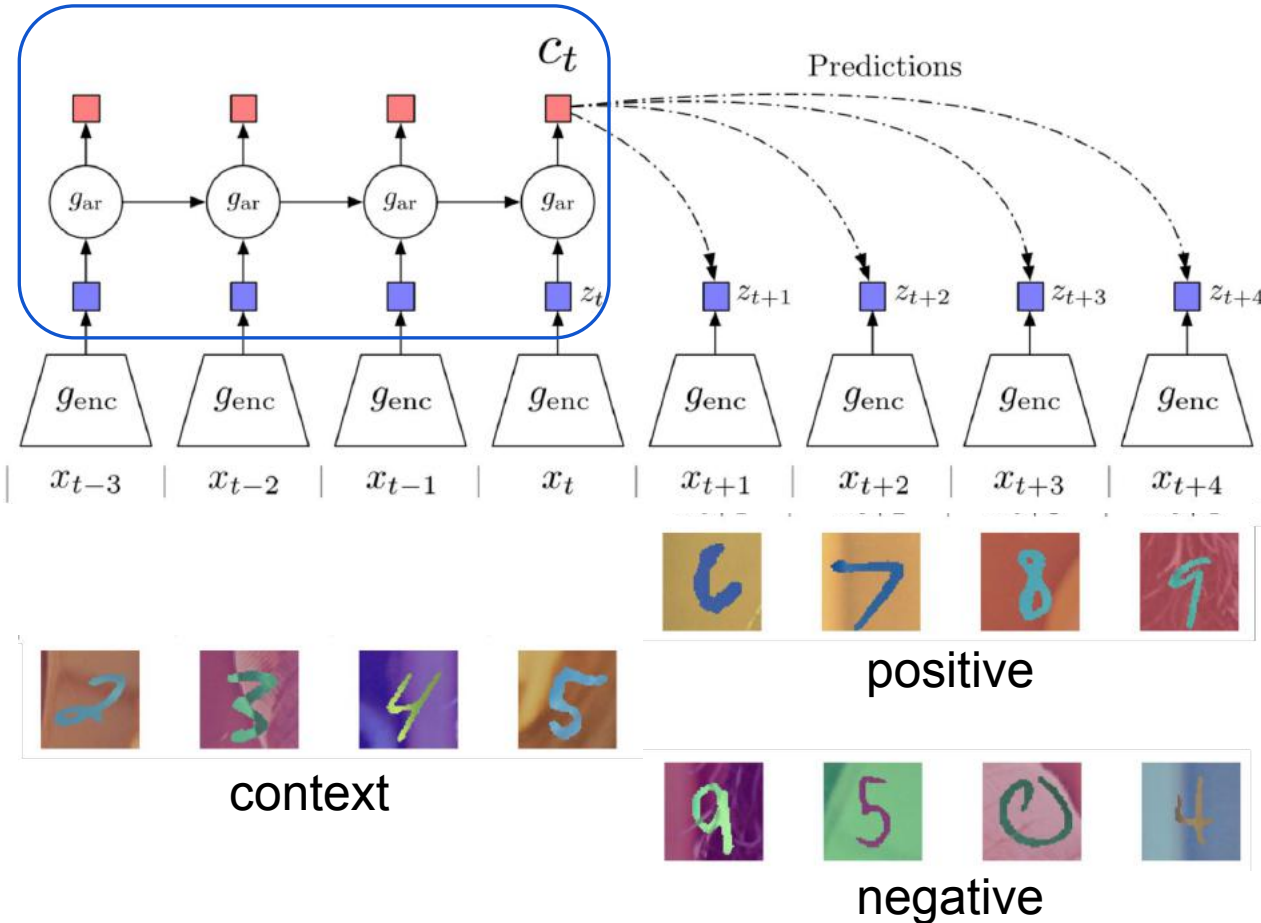 c_t
Predictions
g_ar g_ar g_ar g_ar
z_t z_{t+1} z_{t+2} z_{t+3} z_{t+4}
g_enc g_enc g_enc g_enc g_enc g_enc g_enc g_enc
| x_{t-3} | x_{t-2} | x_{t-1} | x_t | x_{t+1} | x_{t+2} | x_{t+3} | x_{t+4} |
6 7 8 9
positive
2 3 4 5
context
9 5 0 4
negative